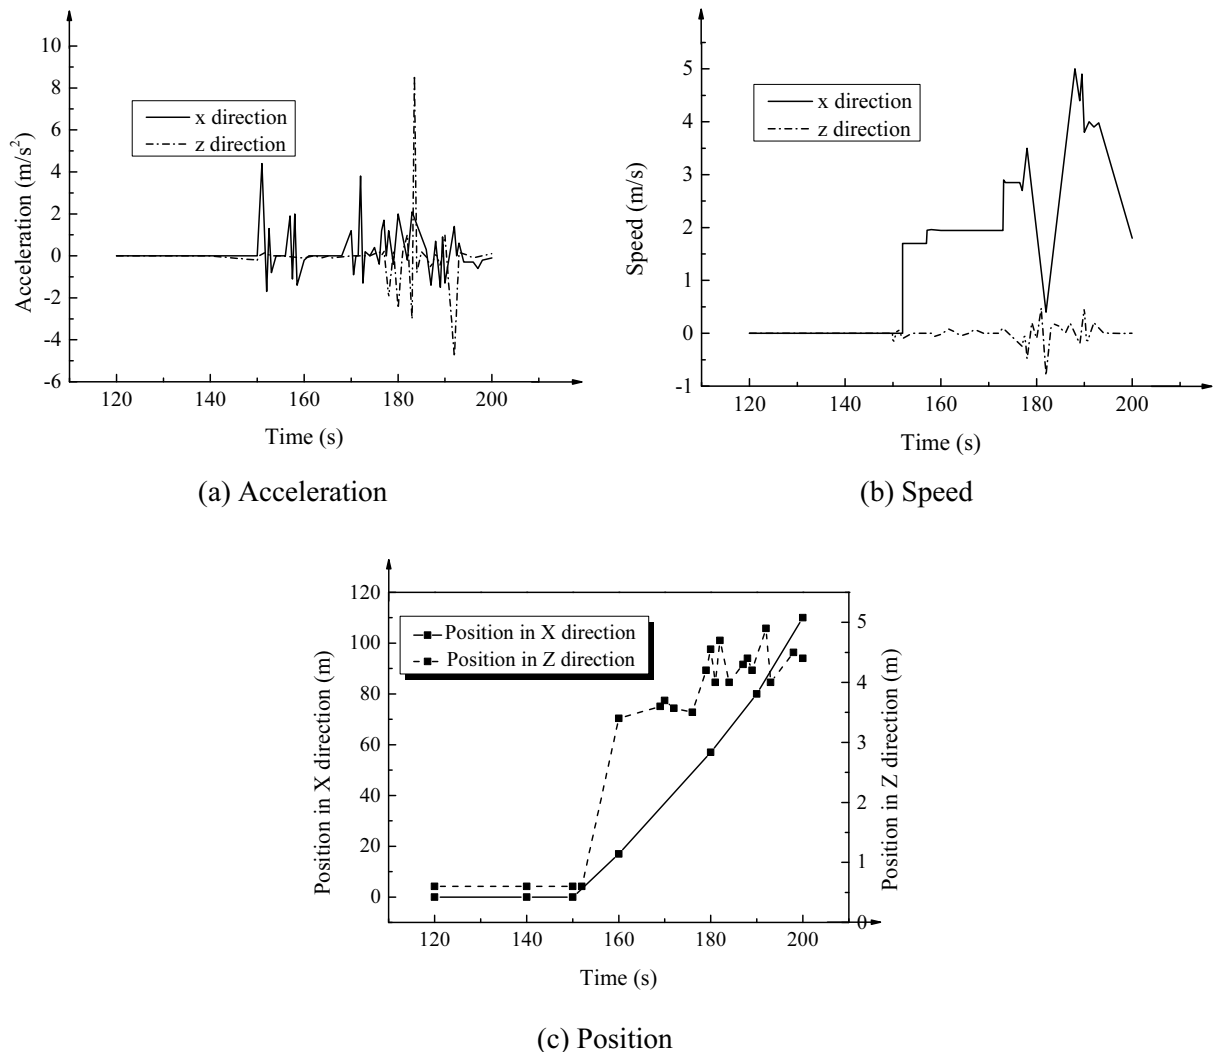 10
8
6
4
2
0
-2
-4
-6
Acceleration (m/s²)
x direction
z direction
120 140 160 180 200
Time (s)
(a) Acceleration
5
4
3
2
1
0
-1
Speed (m/s)
x direction
z direction
120 140 160 180 200
Time (s)
(b) Speed
120
100
80
60
40
20
0
Position in X direction (m)
Position in X direction
Position in Z direction
5
4
3
2
1
0
Position in Z direction (m)
120 140 160 180 200
Time (s)
(c) Position